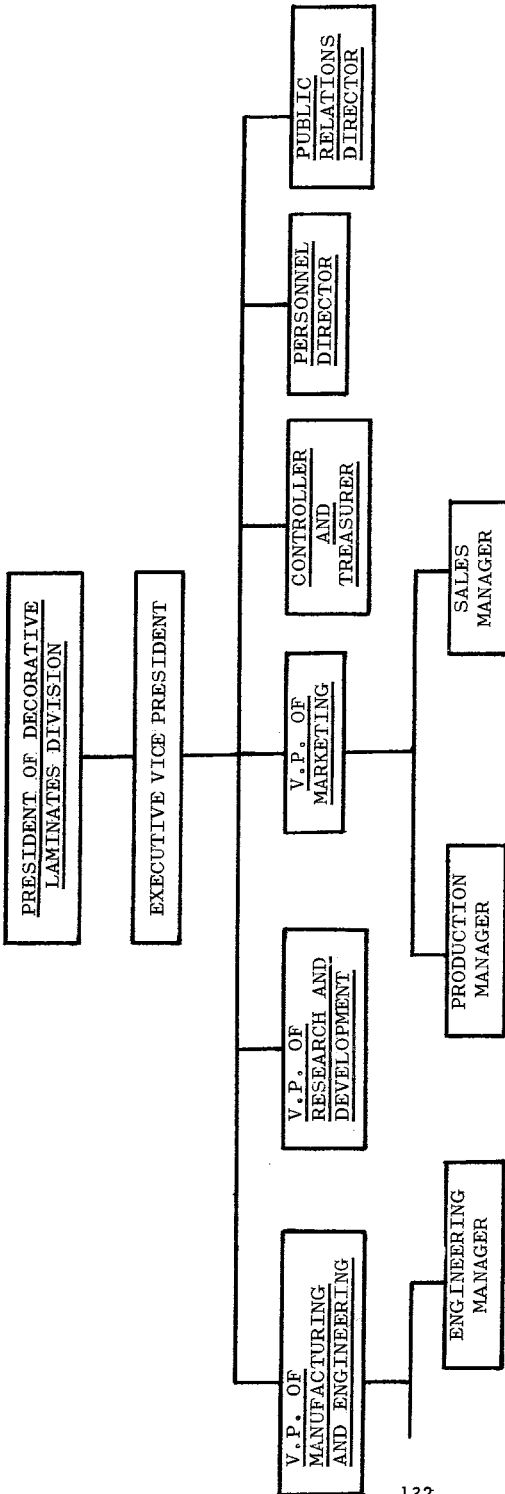 PRESIDENT OF DECORATIVE
LAMINATES DIVISION
EXECUTIVE VICE PRESIDENT
V.P. OF
MANUFACTURING
AND ENGINEERING
V.P. OF
RESEARCH AND
DEVELOPMENT
V.P. OF
MARKETING
CONTROLLER
AND
TREASURER
PERSONNEL
DIRECTOR
PUBLIC
RELATIONS
DIRECTOR
ENGINEERING
MANAGER
PRODUCTION
MANAGER
SALES
MANAGER